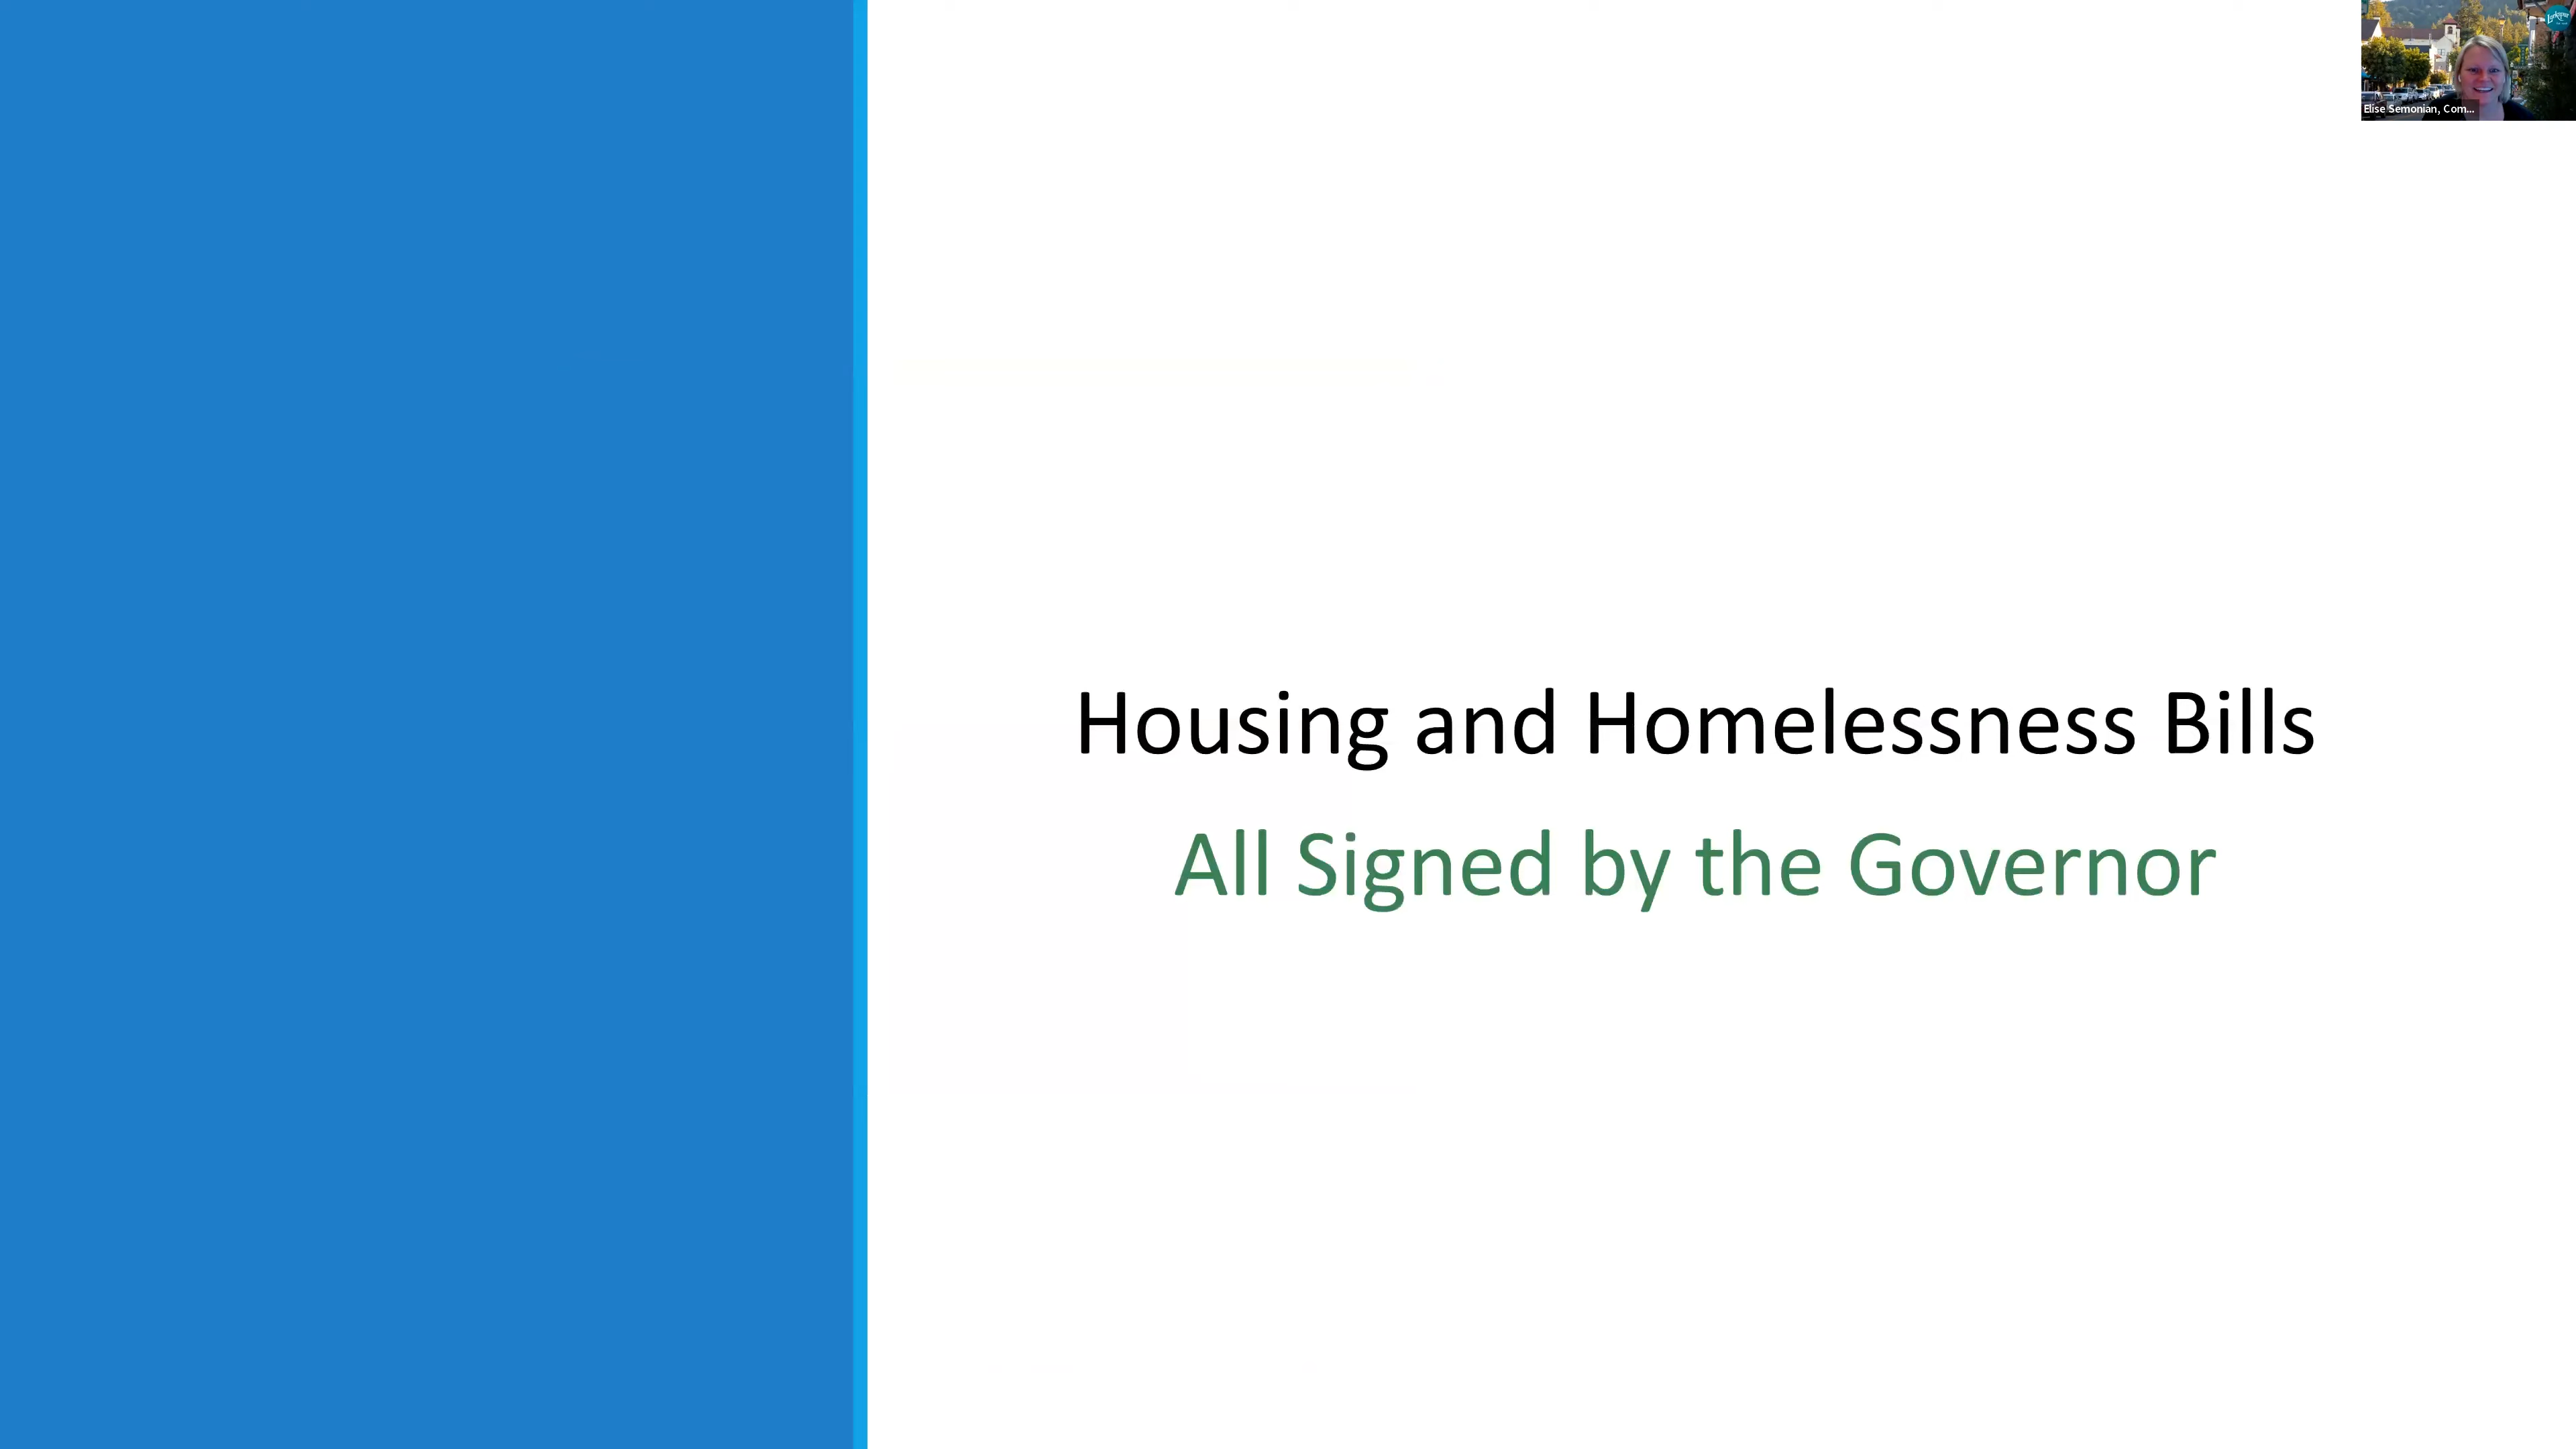 Elise Semonian, Com...
Housing and Homelessness Bills
All Signed by the Governor